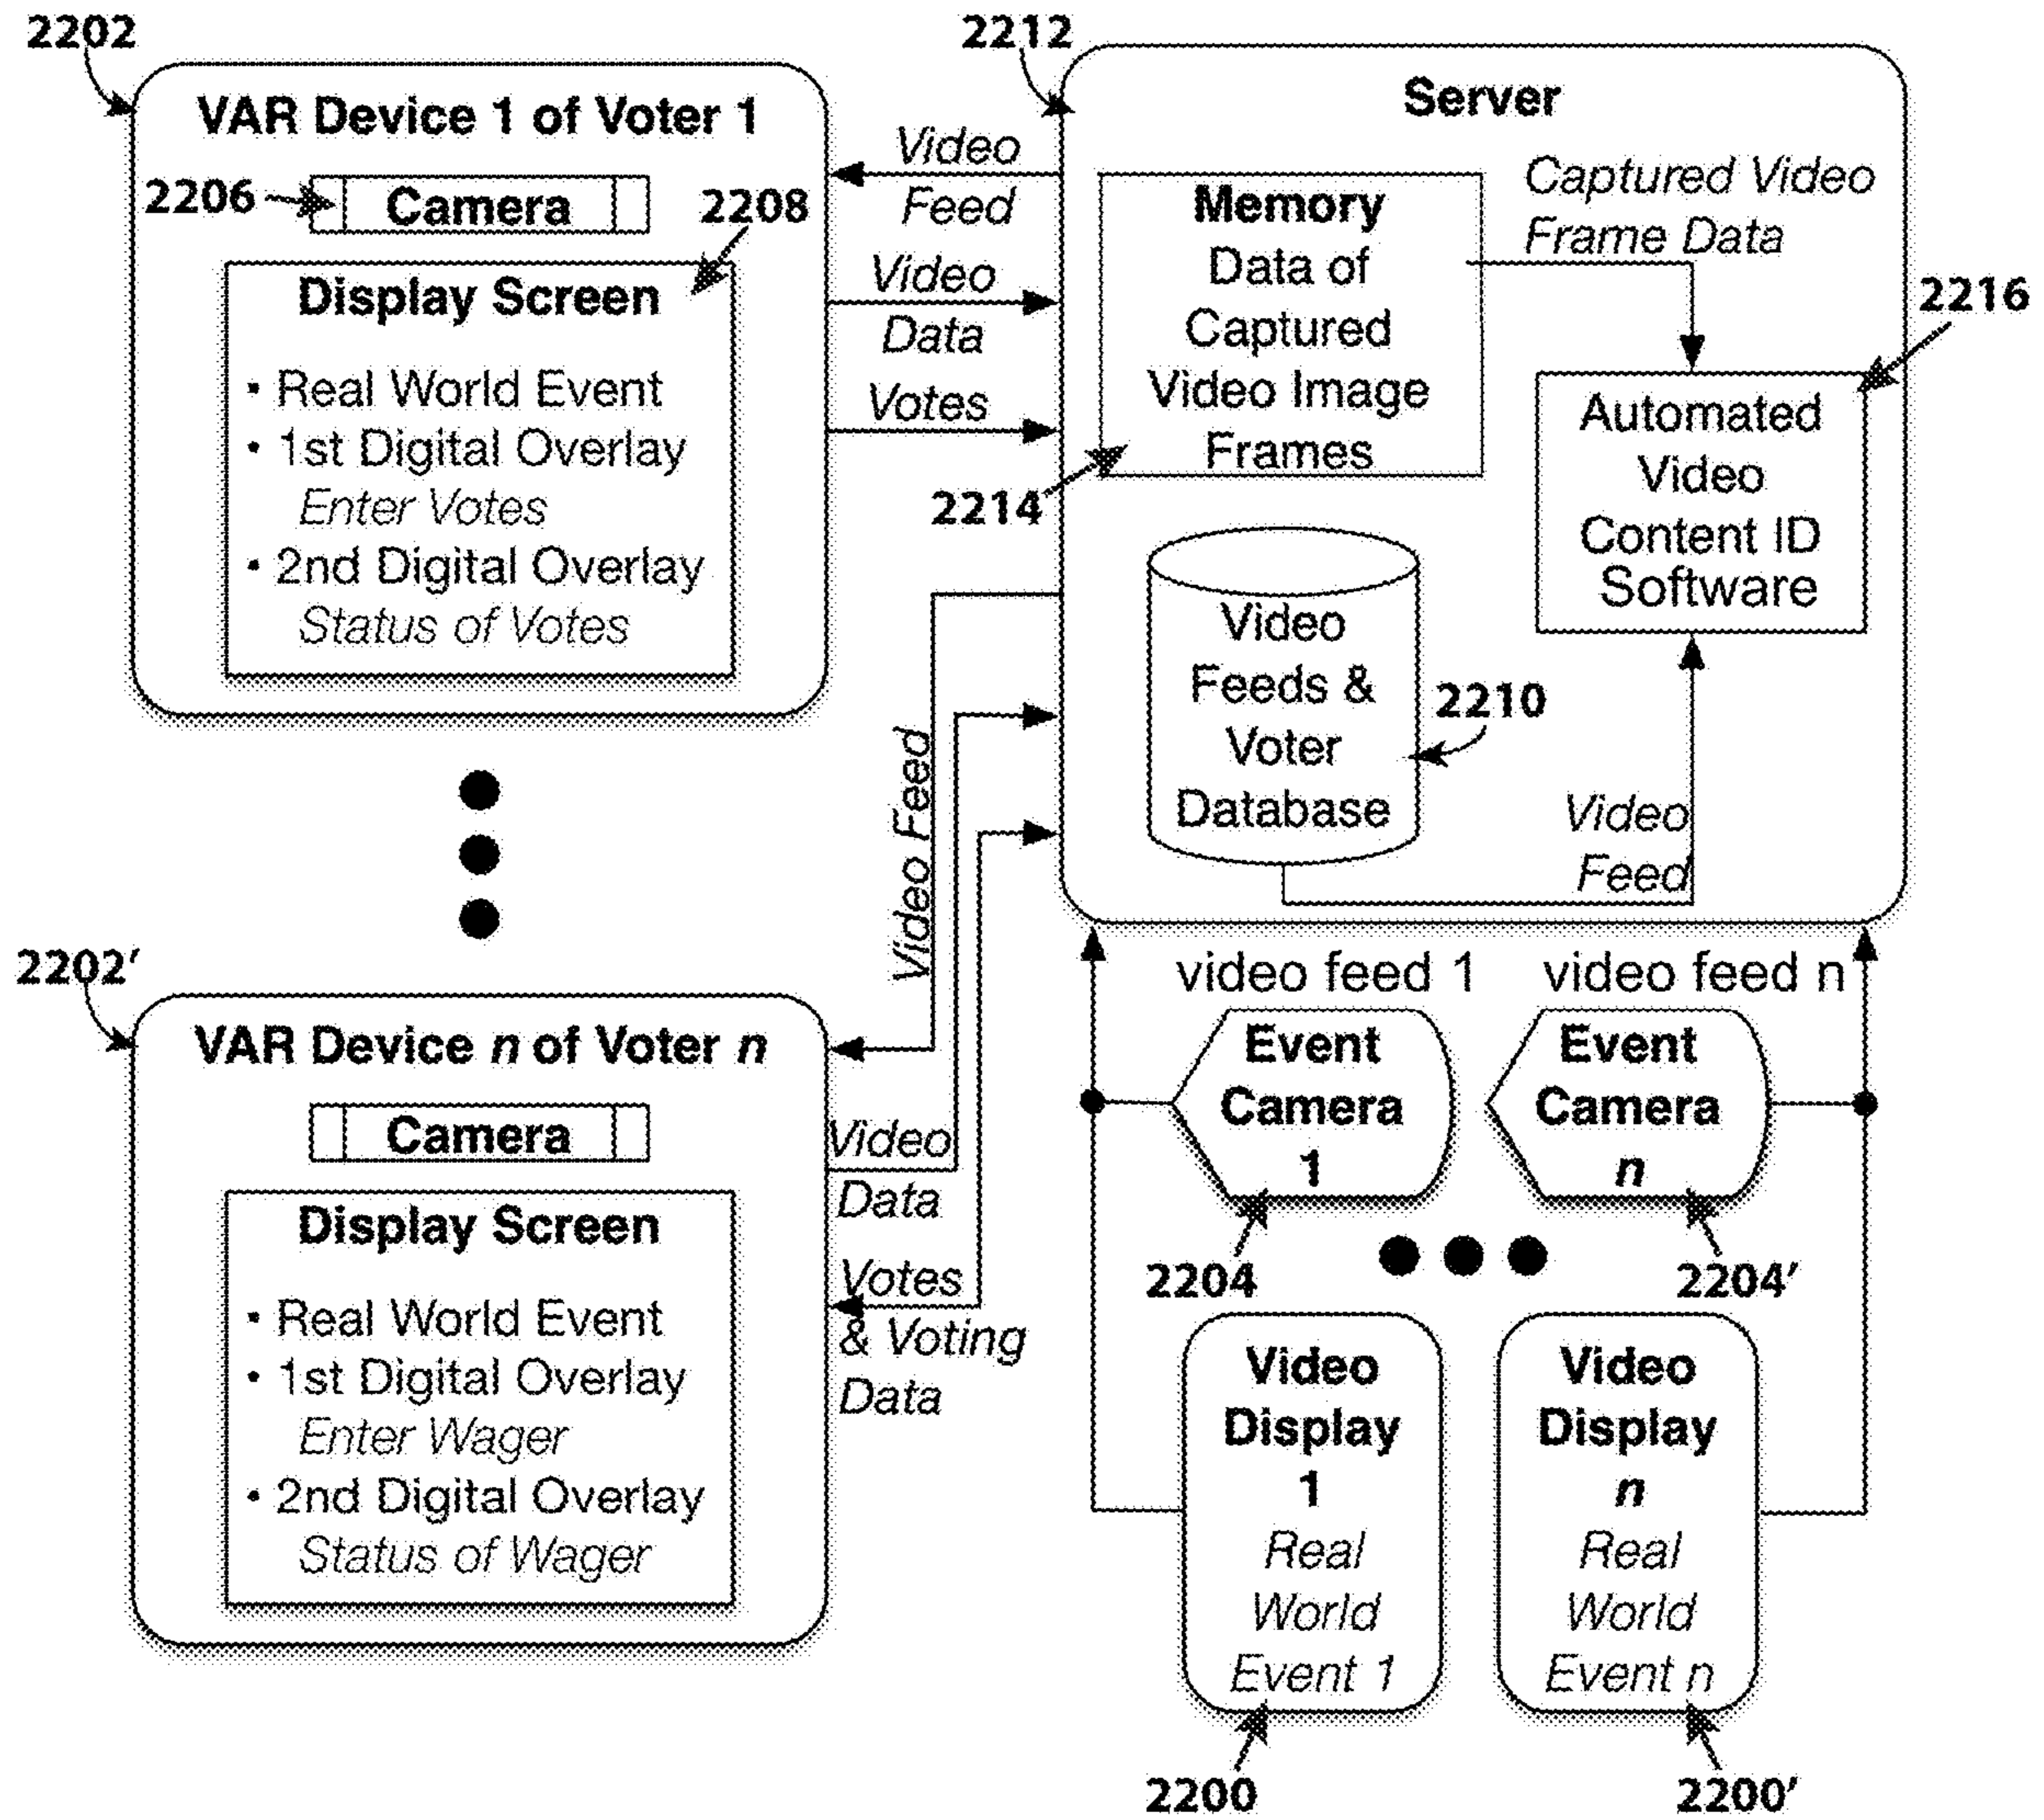 2202
VAR Device 1 of Voter 1
2206
Camera
2208
Display Screen
• Real World Event
• 1st Digital Overlay
Enter Votes
• 2nd Digital Overlay
Status of Votes
Video
Feed
Video
Data
Votes
2212
Server
Memory
Data of
Captured
Video Image
Frames
2214
Captured Video
Frame Data
2216
Automated
Video
Content ID
Software
Video
Feeds &
Voter
Database
2210
Video
Feed
Video Feed
2202'
VAR Device n of Voter n
Camera
Display Screen
• Real World Event
• 1st Digital Overlay
Enter Wager
• 2nd Digital Overlay
Status of Wager
Video
Data
Votes
& Voting
Data
video feed 1
video feed n
Event
Camera
1
2204
Event
Camera
n
2204'
Video
Display
1
Real
World
Event 1
2200
Video
Display
n
Real
World
Event n
2200'